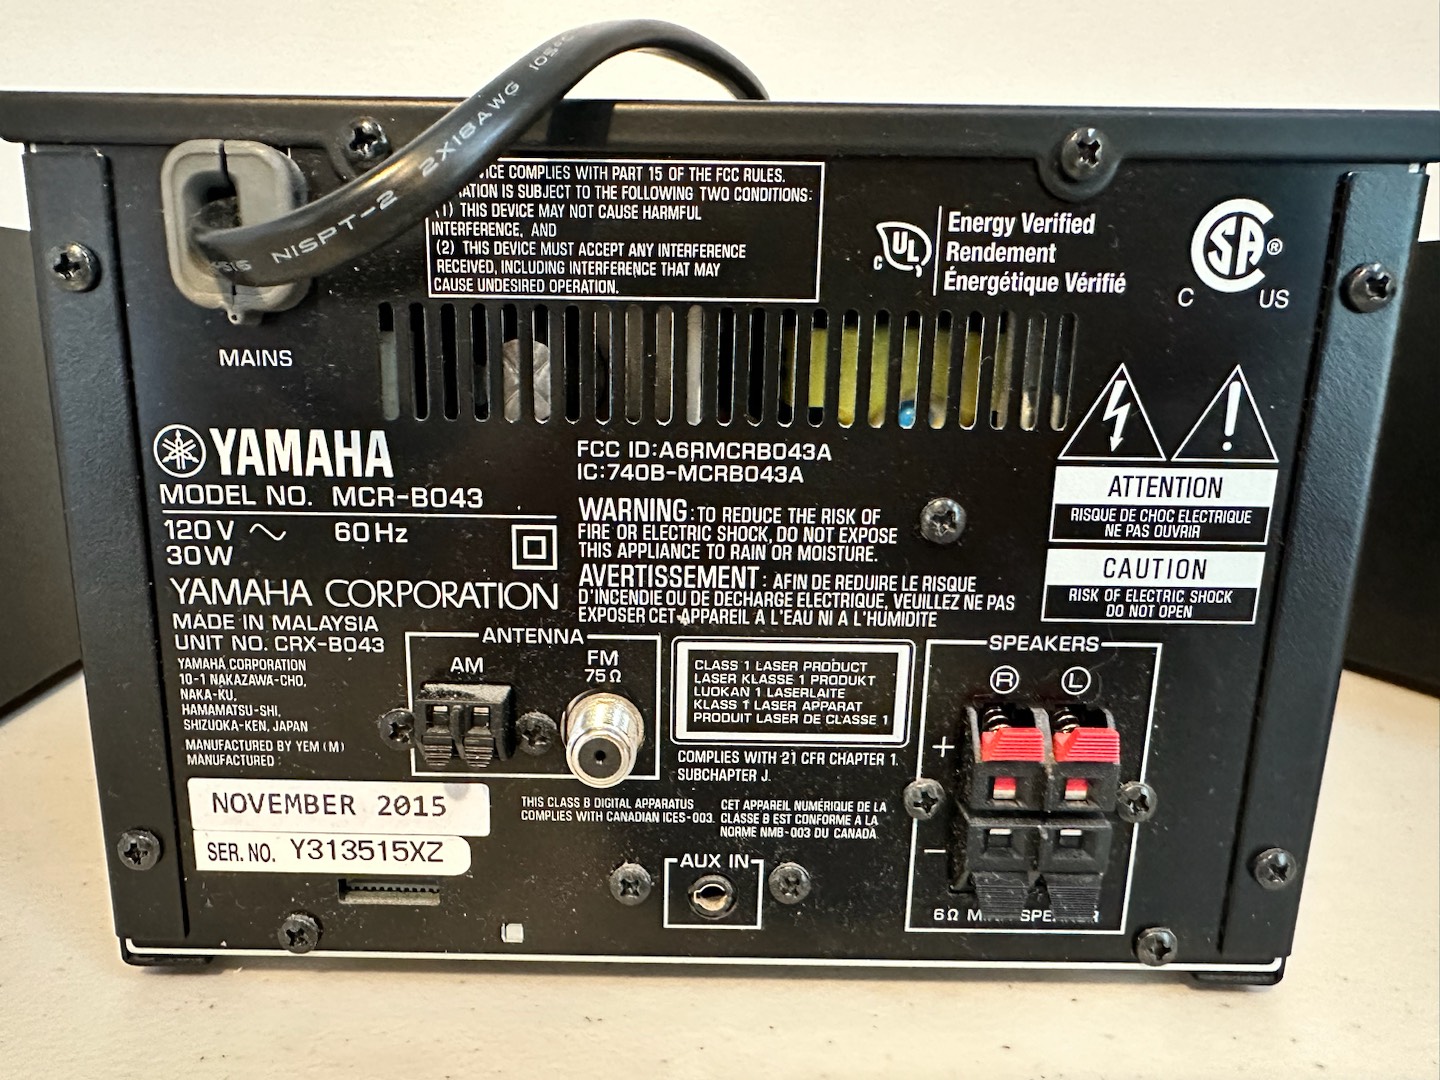 NISPT-2 2X18AWG 105°C
VICE COMPLIES WITH PART 15 OF THE FCC RULES.
ATION IS SUBJECT TO THE FOLLOWING TWO CONDITIONS:
(1) THIS DEVICE MAY NOT CAUSE HARMFUL
INTERFERENCE, AND
(2) THIS DEVICE MUST ACCEPT ANY INTERFERENCE
RECEIVED, INCLUDING INTERFERENCE THAT MAY
CAUSE UNDESIRED OPERATION.
C UL
Energy Verified
Rendement
Énergétique Vérifié
SA ®
C US
MAINS
YAMAHA
MODEL NO. MCR-B043
120V ~ 60Hz
30W
YAMAHA CORPORATION
MADE IN MALAYSIA
UNIT NO. CRX-B043
YAMAHA CORPORATION
10-1 NAKAZAWA-CHO,
NAKA-KU,
HAMAMATSU-SHI,
SHIZUOKA-KEN, JAPAN
MANUFACTURED BY YEM (M)
MANUFACTURED :
NOVEMBER 2015
SER. NO. Y313515XZ
FCC ID:A6RMCRB043A
IC:740B-MCRB043A
WARNING : TO REDUCE THE RISK OF
FIRE OR ELECTRIC SHOCK, DO NOT EXPOSE
THIS APPLIANCE TO RAIN OR MOISTURE.
AVERTISSEMENT : AFIN DE REDUIRE LE RISQUE
D'INCENDIE OU DE DECHARGE ELECTRIQUE, VEUILLEZ NE PAS
EXPOSER CET APPAREIL A L'EAU NI A L'HUMIDITE
ATTENTION
RISQUE DE CHOC ELECTRIQUE
NE PAS OUVRIR
CAUTION
RISK OF ELECTRIC SHOCK
DO NOT OPEN
ANTENNA
AM
FM
75Ω
CLASS 1 LASER PRODUCT
LASER KLASSE 1 PRODUKT
LUOKAN 1 LASERLAITE
KLASS 1 LASER APPARAT
PRODUIT LASER DE CLASSE 1
COMPLIES WITH 21 CFR CHAPTER 1,
SUBCHAPTER J.
THIS CLASS B DIGITAL APPARATUS
COMPLIES WITH CANADIAN ICES-003.
CET APPAREIL NUMÉRIQUE DE LA
CLASSE B EST CONFORME À LA
NORME NMB-003 DU CANADA
AUX IN
SPEAKERS
R L
+
−
6Ω